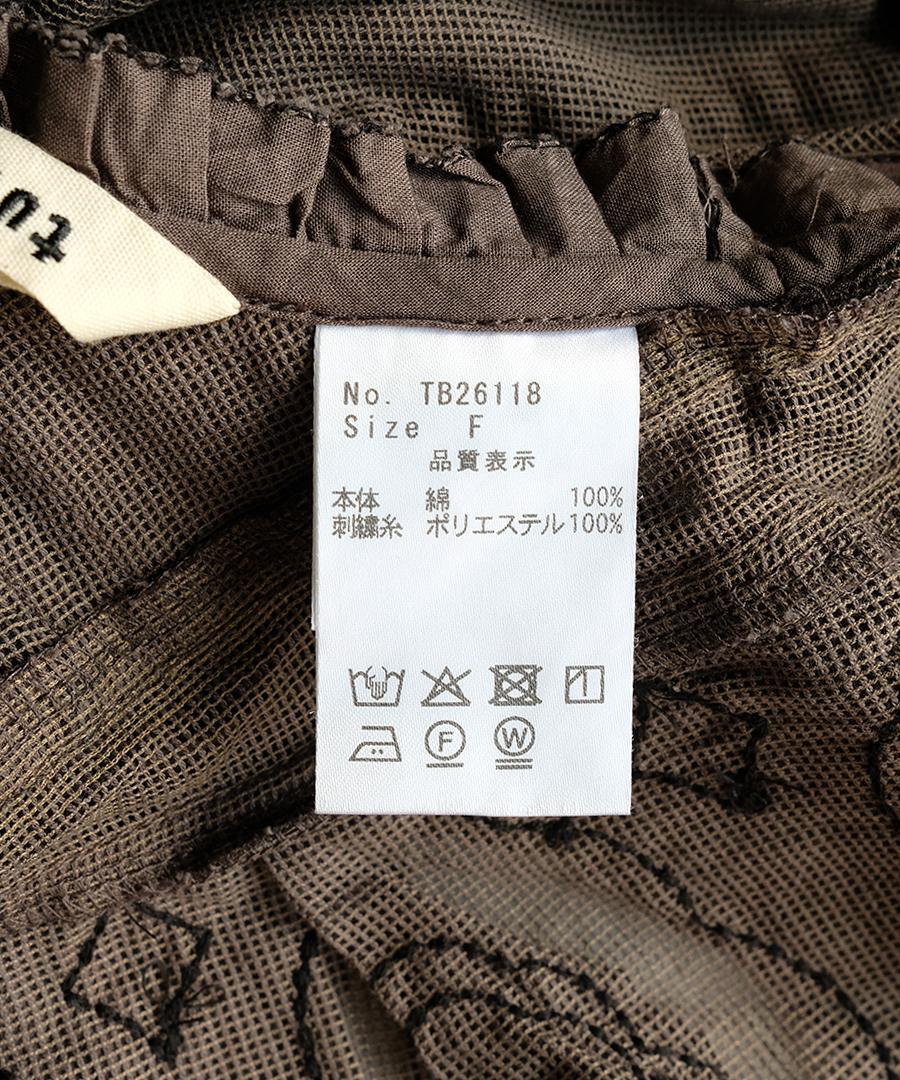 No. TB26118
Size F
品質表示
本体 綿 100%
刺繍糸 ポリエステル100%
F W